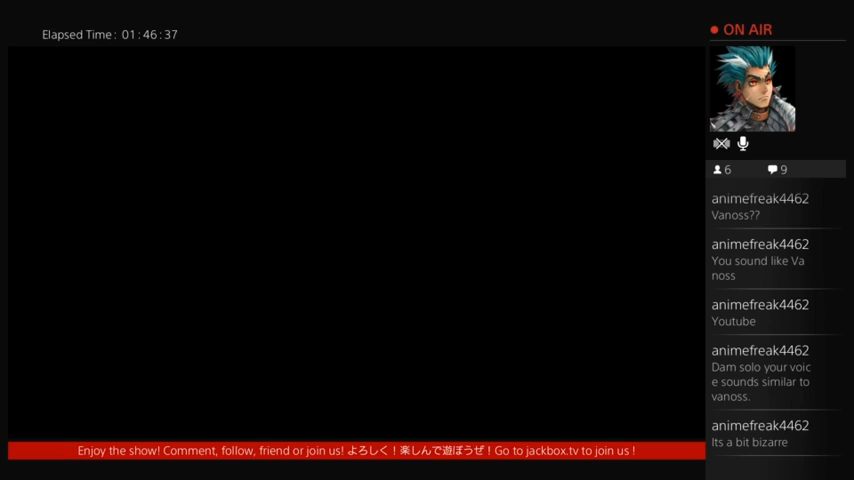 Elapsed Time: 01:46:37
ON AIR
6 9
animefreak4462
Vanoss??
animefreak4462
You sound like Va
noss
animefreak4462
Youtube
animefreak4462
Dam solo your voic
e sounds similar to
vanoss.
animefreak4462
Its a bit bizarre
Enjoy the show! Comment, follow, friend or join us! よろしく！楽しんで遊ぼうぜ！Go to jackbox.tv to join us !